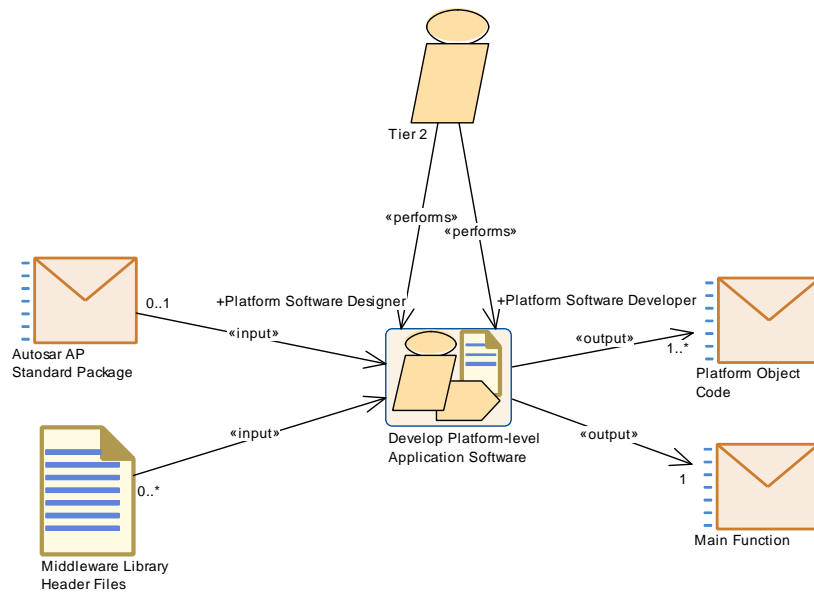 Tier 2
«performs»
«performs»
0..1
+Platform Software Designer
+Platform Software Developer
«input»
«output»
1..*
Autosar AP
Standard Package
Platform Object
Code
«input»
Develop Platform-level
Application Software
«output»
0..*
1
Main Function
Middleware Library
Header Files